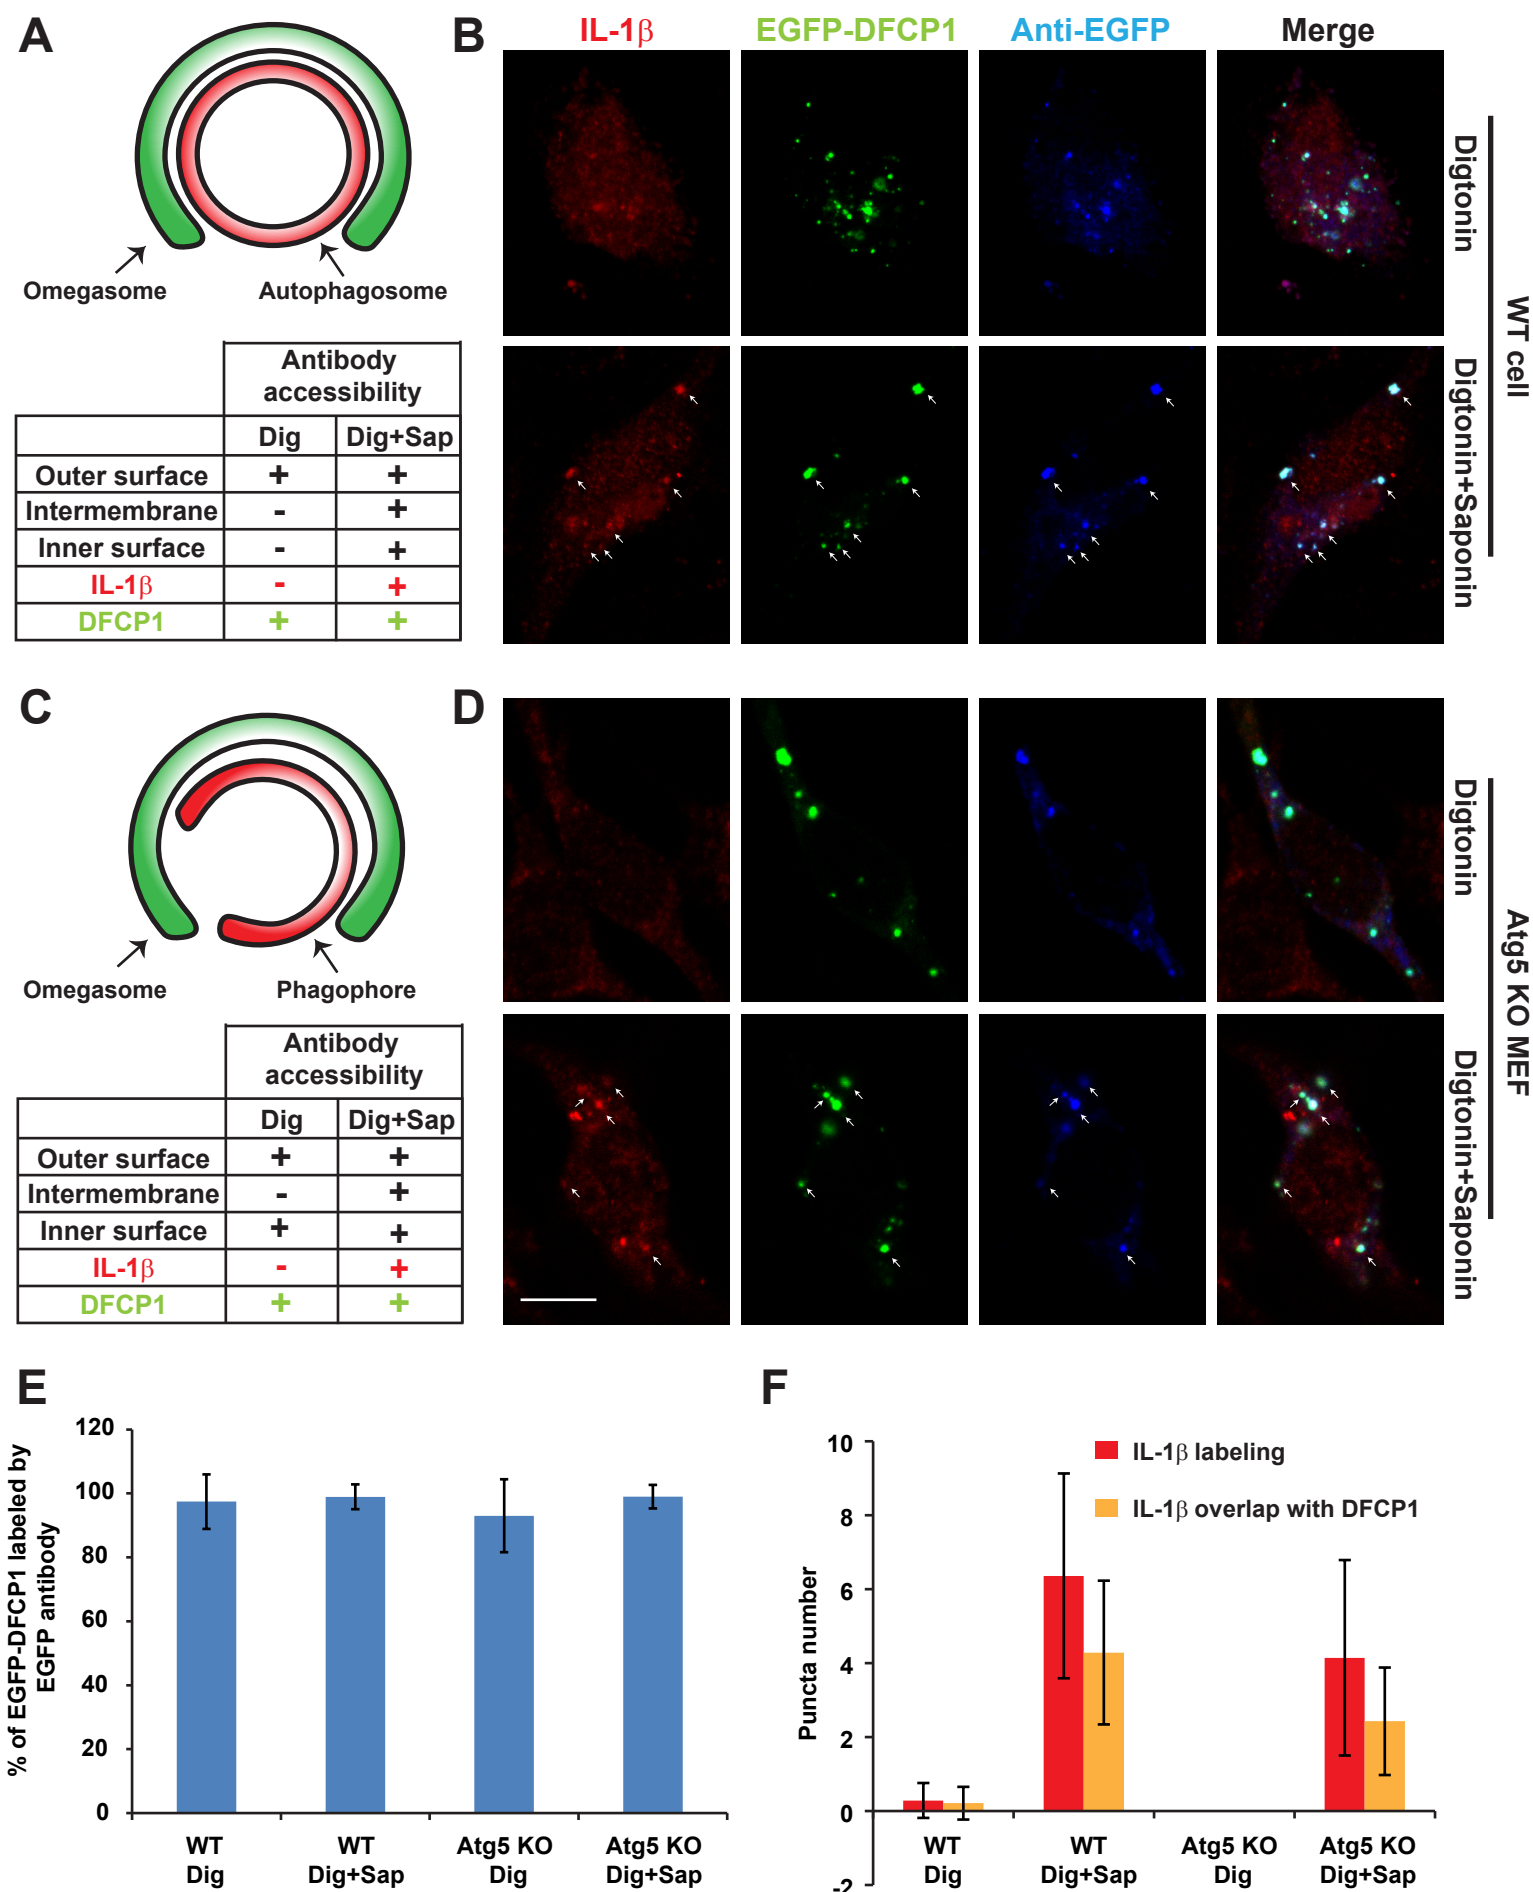 A
Omegasome
Autophagosome
Antibody
accessibility
Dig Dig+Sap
Outer surface + +
Intermembrane - +
Inner surface - +
IL-1β - +
DFCP1 + +
B
IL-1β EGFP-DFCP1 Anti-EGFP Merge
Digtonin
Digtonin+Saponin
WT cell
C
Omegasome
Phagophore
Antibody
accessibility
Dig Dig+Sap
Outer surface + +
Intermembrane - +
Inner surface + +
IL-1β - +
DFCP1 + +
D
Digtonin
Digtonin+Saponin
Atg5 KO MEF
E
% of EGFP-DFCP1 labeled by
EGFP antibody
120
100
80
60
40
20
0
WT
Dig
WT
Dig+Sap
Atg5 KO
Dig
Atg5 KO
Dig+Sap
F
Puncta number
10
8
6
4
2
0
-2
IL-1β labeling
IL-1β overlap with DFCP1
WT
Dig
WT
Dig+Sap
Atg5 KO
Dig
Atg5 KO
Dig+Sap